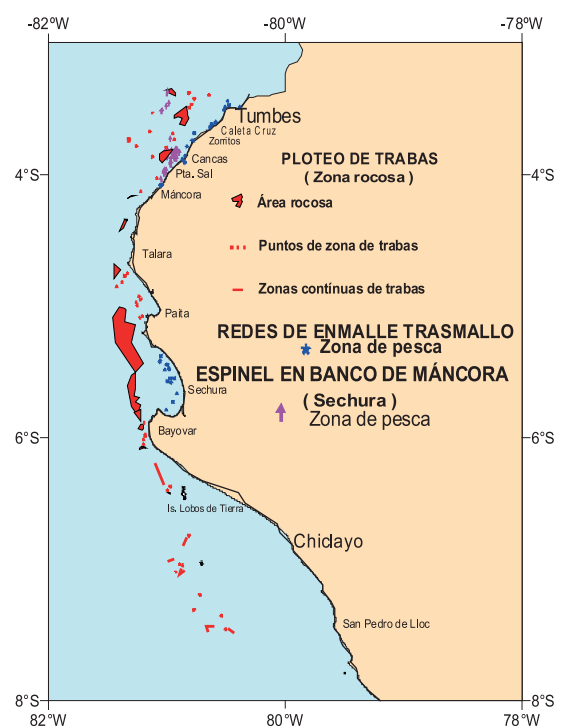 -82°W -80°W -78°W
Tumbes
Caleta Cruz
Zorritos
Cancas
PLOTEO DE TRABAS
4°S Pta. Sal ( Zona rocosa ) 4°S
Máncora
Área rocosa
Talara
Puntos de zona de trabas
Zonas contínuas de trabas
Paita
REDES DE ENMALLE TRASMALLO
Zona de pesca
ESPINEL EN BANCO DE MÁNCORA
Sechura
( Sechura )
Zona de pesca
6°S Bayovar 6°S
Is. Lobos de Tierra
Chiclayo
San Pedro de Lloc
8°S 8°S
82°W 80°W 78°W